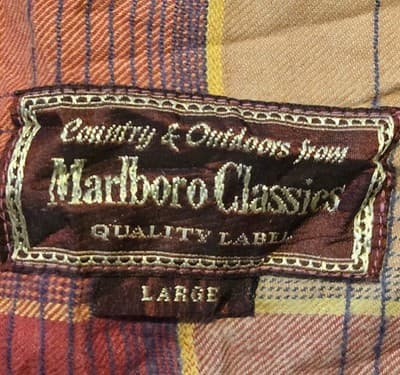 Country & Outdoors from
Marlboro Classics
QUALITY LABEL
LARGE